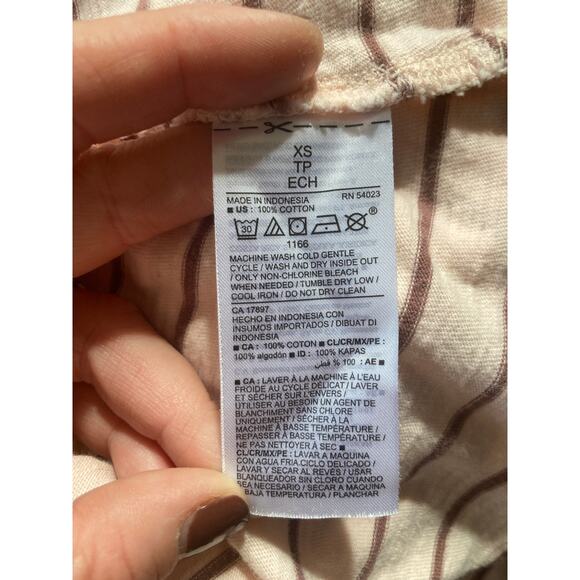 XS
TP
ECH
MADE IN INDONESIA RN 54023
■ US : 100% COTTON
30 ®
1166
MACHINE WASH COLD GENTLE
CYCLE / WASH AND DRY INSIDE OUT
/ ONLY NON-CHLORINE BLEACH
WHEN NEEDED / TUMBLE DRY LOW /
COOL IRON / DO NOT DRY CLEAN
CA 17897
HECHO EN INDONESIA CON
INSUMOS IMPORTADOS / DIBUAT DI
INDONESIA
■ CA : 100% COTON ■ CL/CR/MX/PE :
100% algodón ■ ID : 100% KAPAS
■ AE : 100 % قطن
■ CA : LAVER À LA MACHINE À L'EAU
FROIDE AU CYCLE DÉLICAT / LAVER
ET SÉCHER SUR L'ENVERS /
UTILISER AU BESOIN UN AGENT DE
BLANCHIMENT SANS CHLORE
UNIQUEMENT / SÉCHER À LA
MACHINE À BASSE TEMPÉRATURE /
REPASSER À BASSE TEMPÉRATURE /
NE PAS NETTOYER À SEC
■ CL/CR/MX/PE : LAVAR A MAQUINA
CON AGUA FRIA.CICLO DELICADO /
LAVAR Y SECAR AL REVÉS / USAR
BLANQUEADOR SIN CLORO CUANDO
SEA NECESARIO / SECAR A MAQUINA
BAJA TEMPERATURA / PLANCHAR